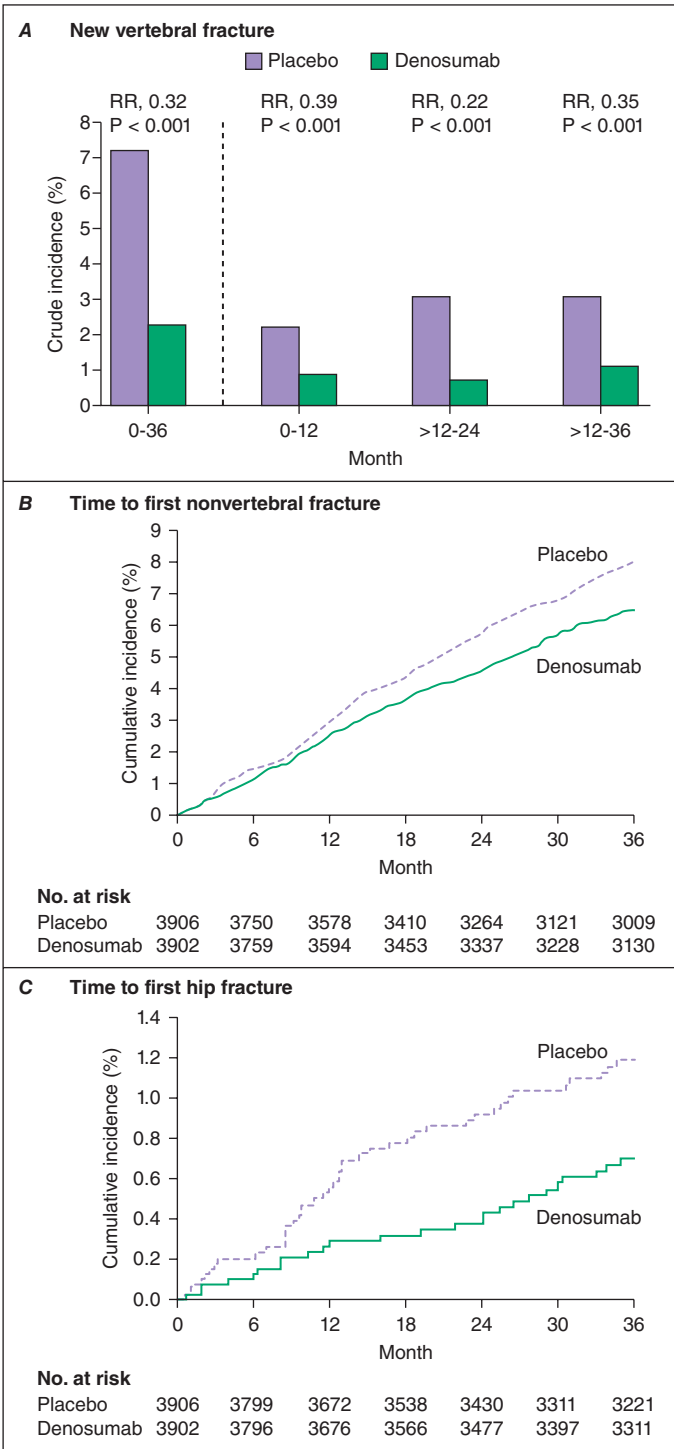 A New vertebral fracture
Placebo Denosumab
RR, 0.32 RR, 0.39 RR, 0.22 RR, 0.35
P < 0.001 P < 0.001 P < 0.001 P < 0.001
8
7
6
5
4
3
2
1
0
Crude incidence (%)
0-36 0-12 >12-24 >12-36
Month
B Time to first nonvertebral fracture
9
8
7
6
5
4
3
2
1
0
Cumulative incidence (%)
Placebo
Denosumab
0 6 12 18 24 30 36
Month
No. at risk
Placebo 3906 3750 3578 3410 3264 3121 3009
Denosumab 3902 3759 3594 3453 3337 3228 3130
C Time to first hip fracture
1.4
1.2
1.0
0.8
0.6
0.4
0.2
0.0
Cumulative incidence (%)
Placebo
Denosumab
0 6 12 18 24 30 36
Month
No. at risk
Placebo 3906 3799 3672 3538 3430 3311 3221
Denosumab 3902 3796 3676 3566 3477 3397 3311